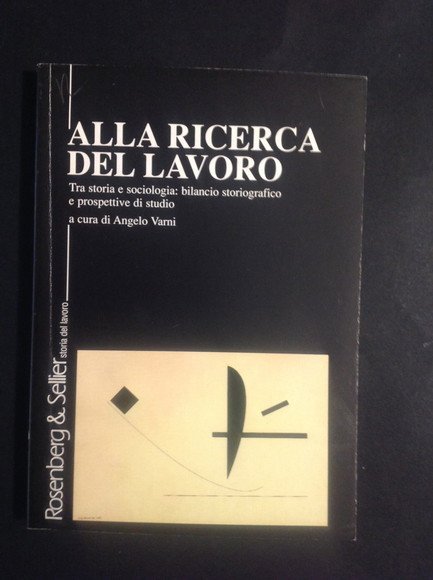 ALLA RICERCA
DEL LAVORO
Tra storia e sociologia: bilancio storiografico
e prospettive di studio
a cura di Angelo Varni
Rosenberg & Sellier
storia del lavoro